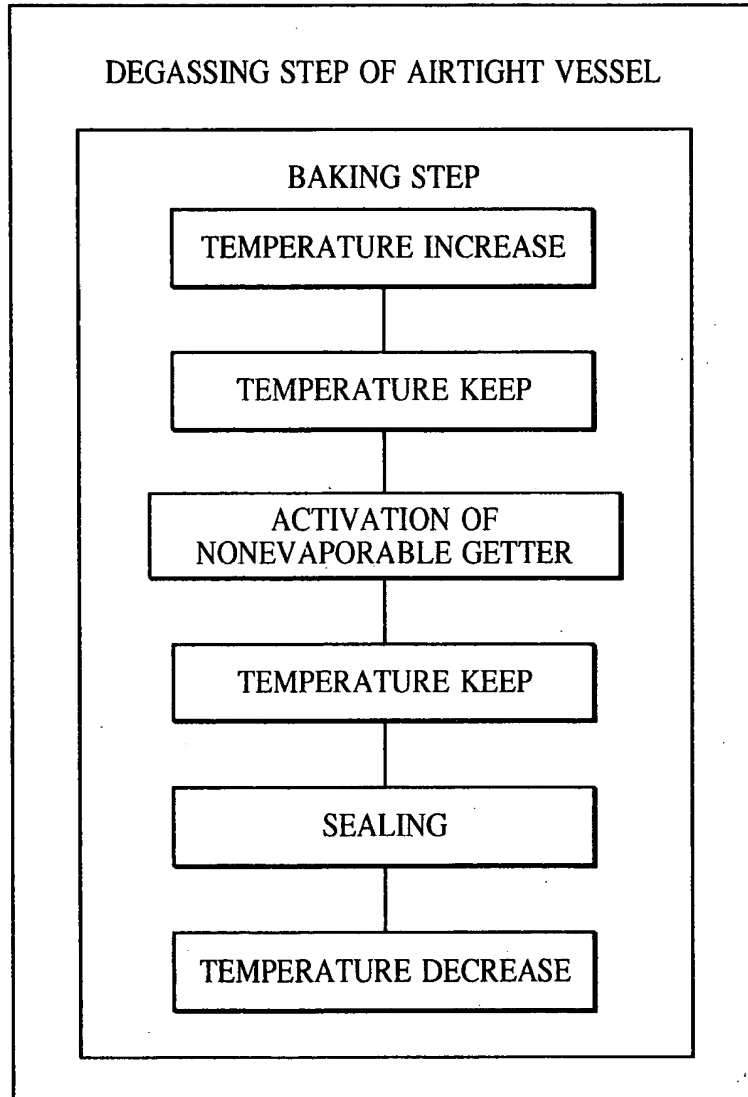 DEGASSING STEP OF AIRTIGHT VESSEL
BAKING STEP
TEMPERATURE INCREASE
TEMPERATURE KEEP
ACTIVATION OF
NONEVAPORABLE GETTER
TEMPERATURE KEEP
SEALING
TEMPERATURE DECREASE